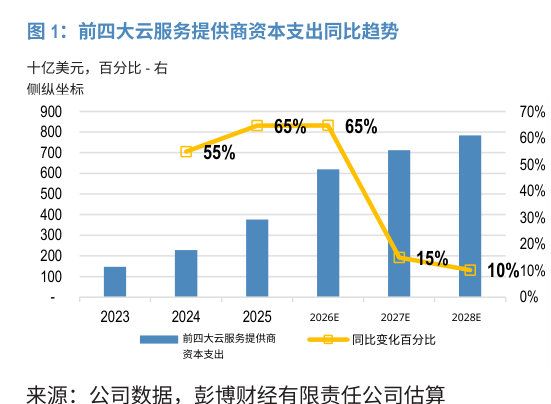 图 1：前四大云服务提供商资本支出同比趋势
十亿美元，百分比 - 右
侧纵坐标
900
800
700
600
500
400
300
200
100
-
70%
60%
50%
40%
30%
20%
10%
0%
55%
65%
65%
15%
10%
2023 2024 2025 2026E 2027E 2028E
前四大云服务提供商
资本支出
同比变化百分比
来源：公司数据，彭博财经有限责任公司估算